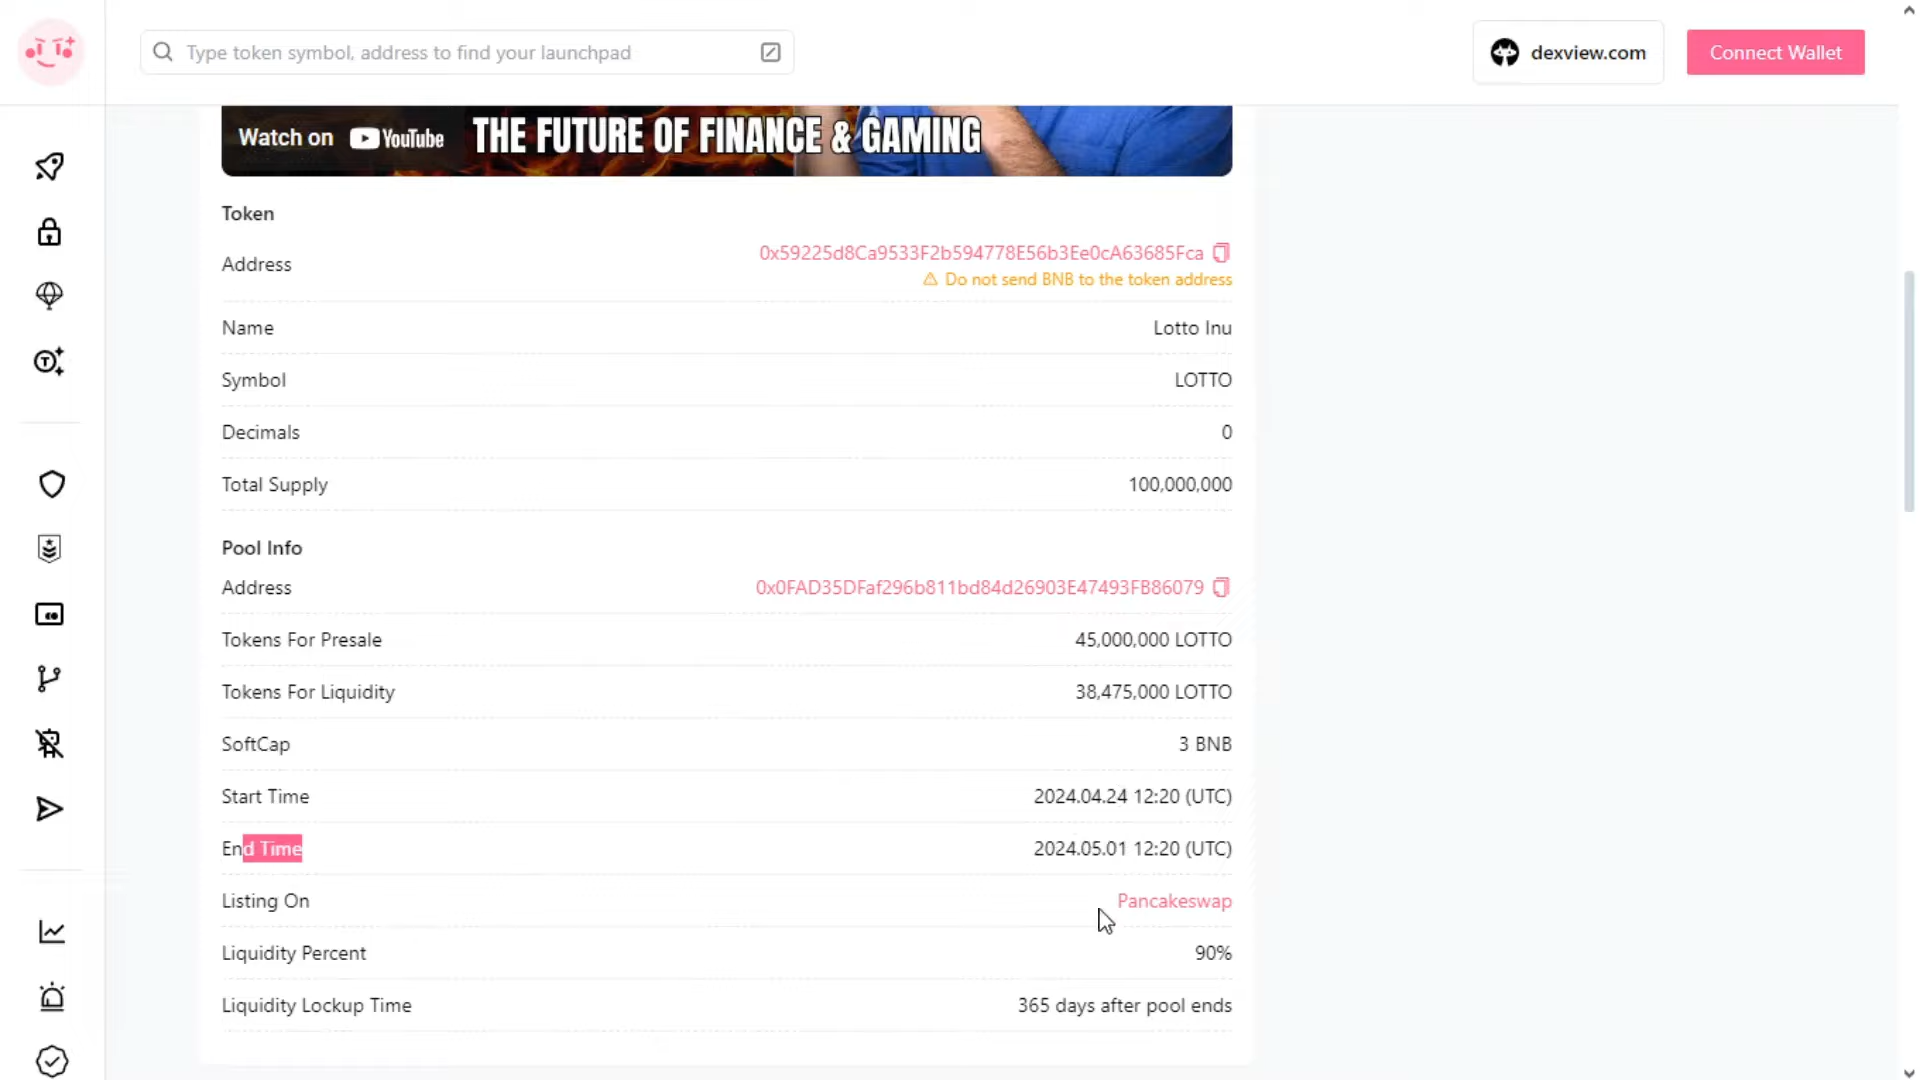 Type token symbol, address to find your launchpad
dexview.com
Connect Wallet
Watch on YouTube
THE FUTURE OF FINANCE & GAMING
Token
Address
0x59225d8Ca9533F2b594778E56b3Ee0cA63685Fca
Do not send BNB to the token address
Name Lotto Inu
Symbol LOTTO
Decimals 0
Total Supply 100,000,000
Pool Info
Address 0x0FAD35DFaf296b811bd84d26903E47493FB86079
Tokens For Presale 45,000,000 LOTTO
Tokens For Liquidity 38,475,000 LOTTO
SoftCap 3 BNB
Start Time 2024.04.24 12:20 (UTC)
End Time 2024.05.01 12:20 (UTC)
Listing On Pancakeswap
Liquidity Percent 90%
Liquidity Lockup Time 365 days after pool ends